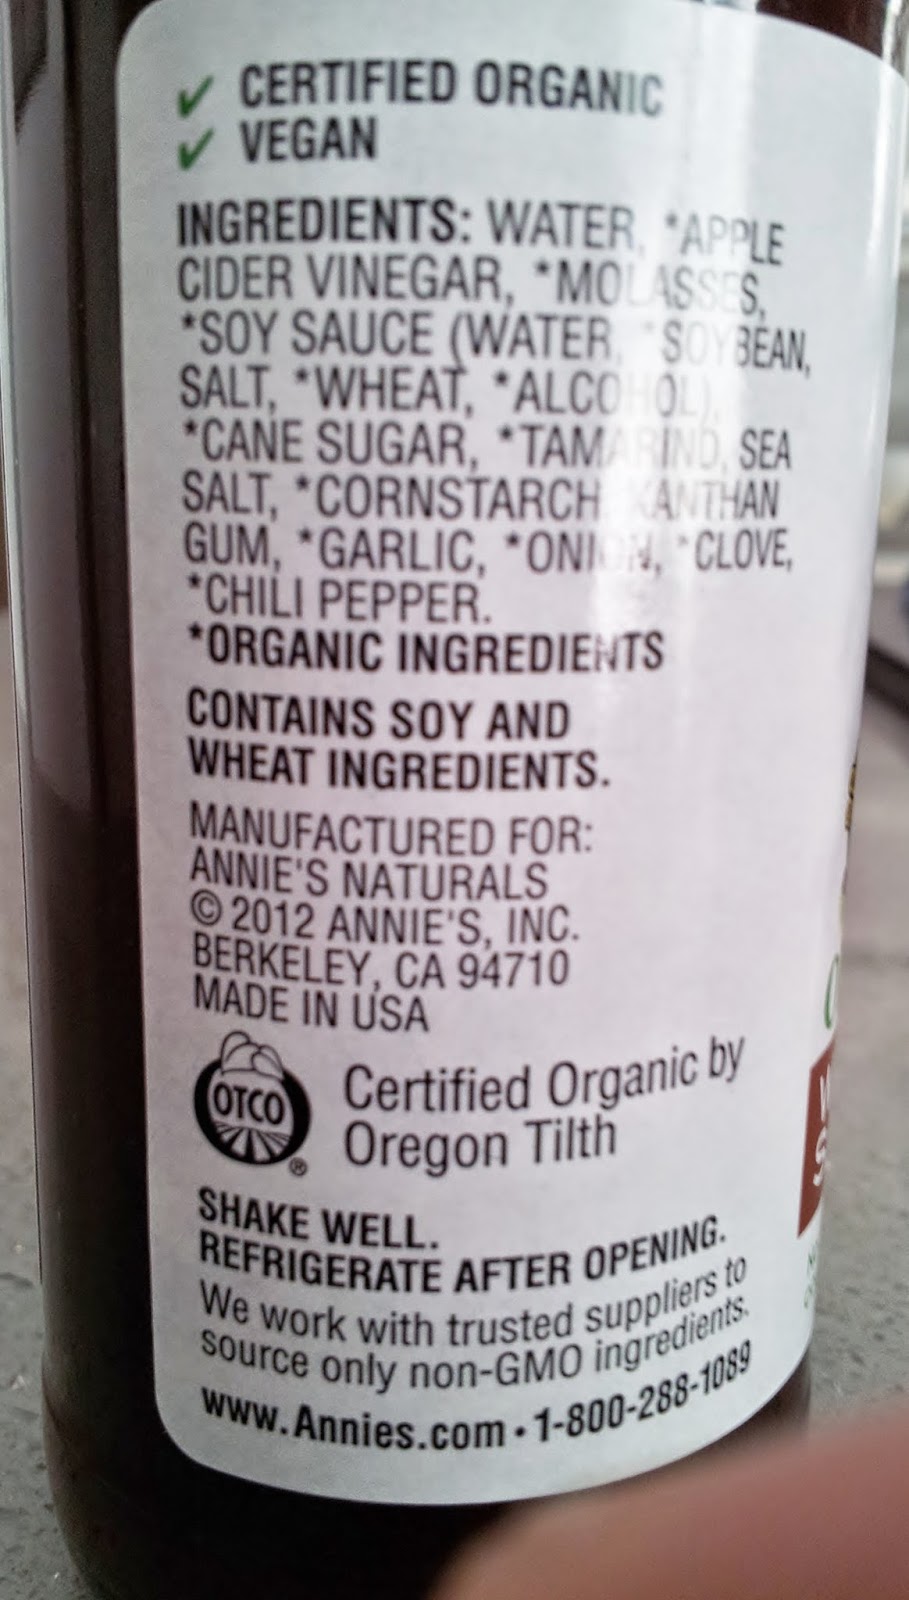 ✓ CERTIFIED ORGANIC
✓ VEGAN
INGREDIENTS: WATER, *APPLE
CIDER VINEGAR, *MOLASSES,
*SOY SAUCE (WATER, *SOYBEAN,
SALT, *WHEAT, *ALCOHOL),
*CANE SUGAR, *TAMARIND, SEA
SALT, *CORNSTARCH, XANTHAN
GUM, *GARLIC, *ONION, *CLOVE,
*CHILI PEPPER.
*ORGANIC INGREDIENTS
CONTAINS SOY AND
WHEAT INGREDIENTS.
MANUFACTURED FOR:
ANNIE'S NATURALS
© 2012 ANNIE'S, INC.
BERKELEY, CA 94710
MADE IN USA
OTCO ®
Certified Organic by
Oregon Tilth
SHAKE WELL.
REFRIGERATE AFTER OPENING.
We work with trusted suppliers to
source only non-GMO ingredients.
www.Annies.com • 1-800-288-1089